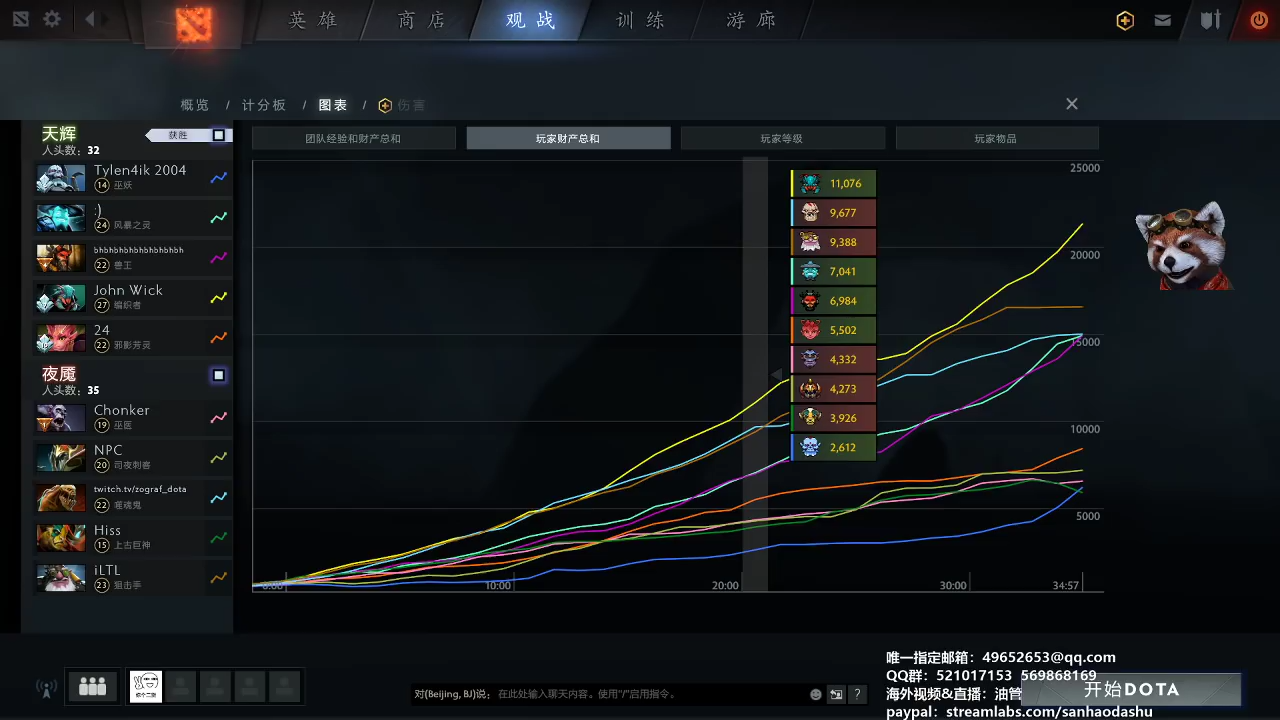 英雄
商店
观战
训练
游廊
概览 / 计分板 / 图表 / 伤害
天辉
获胜
人头数: 32
Tylen4ik 2004
14 巫妖
:)
24 风暴之灵
bhbhbhbhbhbhbhbhbh
22 兽王
John Wick
27 编织者
24
22 邪影芳灵
夜魇
人头数: 35
Chonker
19 巫医
NPC
20 司夜刺客
twitch.tv/zograf_dota
22 噬魂鬼
Hiss
15 上古巨神
iLTL
23 狙击手
团队经验和财产总和
玩家财产总和
玩家等级
玩家物品
25000
20000
15000
10000
5000
11,076
9,677
9,388
7,041
6,984
5,502
4,332
4,273
3,926
2,612
0:00
10:00
20:00
30:00
34:57
对(Beijing, BJ)说: 在此处输入聊天内容。使用“/”启用指令。
?
唯一指定邮箱：49652653@qq.com
QQ群：521017153 569868169
海外视频&直播：油管
开始DOTA
paypal：streamlabs.com/sanhaodashu